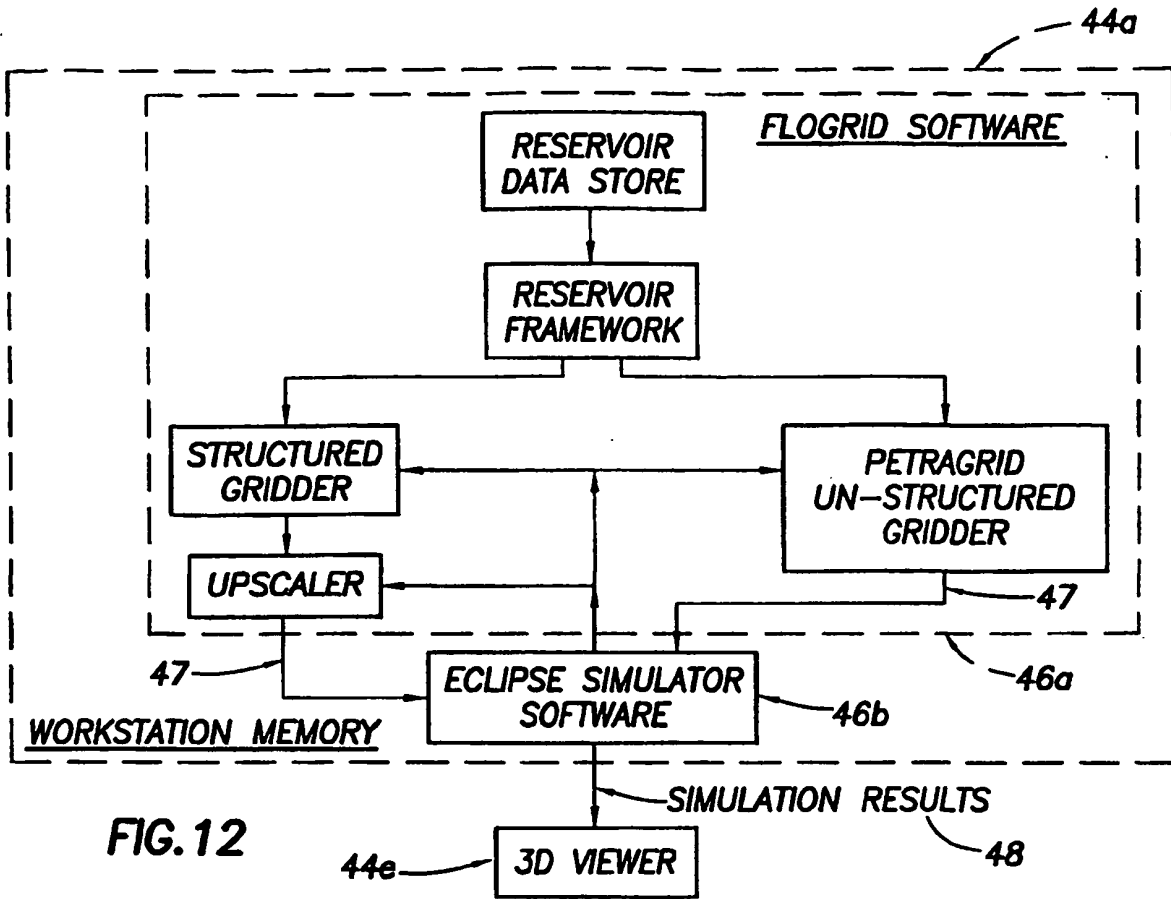 44a
FLOGRID SOFTWARE
RESERVOIR
DATA STORE
RESERVOIR
FRAMEWORK
STRUCTURED
GRIDDER
PETRAGRID
UN-STRUCTURED
GRIDDER
UPSCALER
47
47
46a
ECLIPSE SIMULATOR
SOFTWARE
46b
WORKSTATION MEMORY
SIMULATION RESULTS
48
FIG.12
44e
3D VIEWER